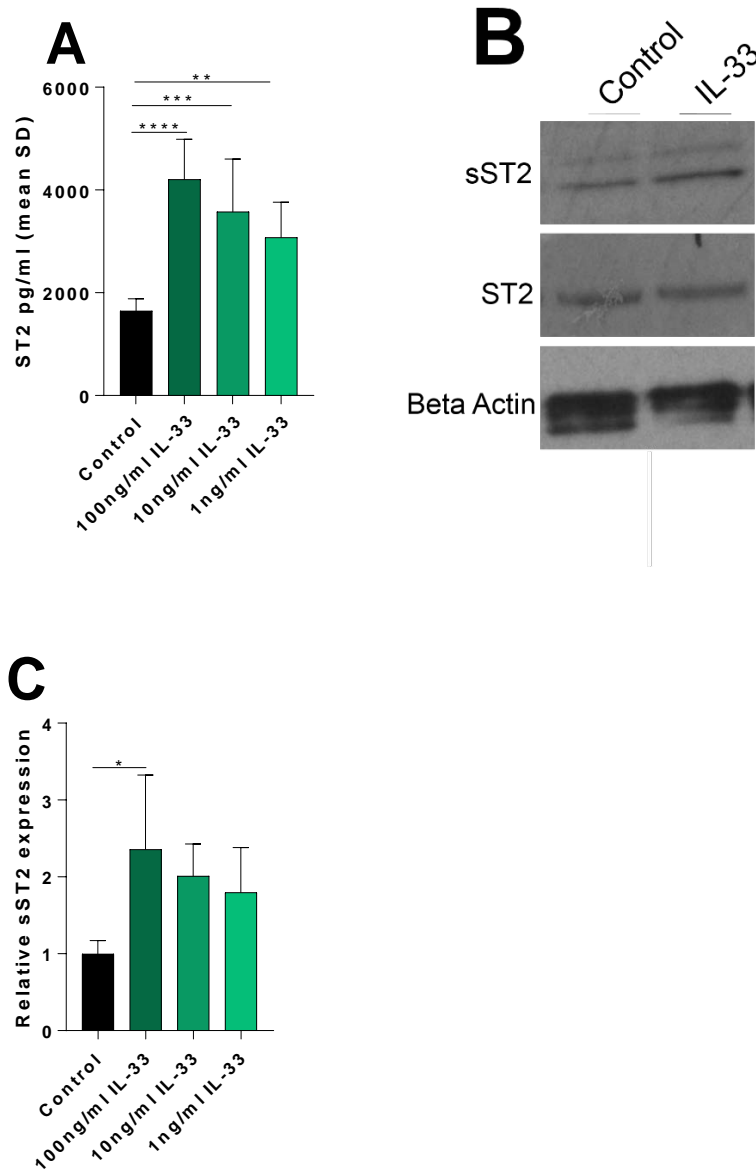 A
ST2 pg/ml (mean SD)
6000
4000
2000
0
**
***
****
Control
100ng/ml IL-33
10ng/ml IL-33
1ng/ml IL-33
B
Control
IL-33
sST2
ST2
Beta Actin
C
Relative sST2 expression
4
3
2
1
0
*
Control
100ng/ml IL-33
10ng/ml IL-33
1ng/ml IL-33